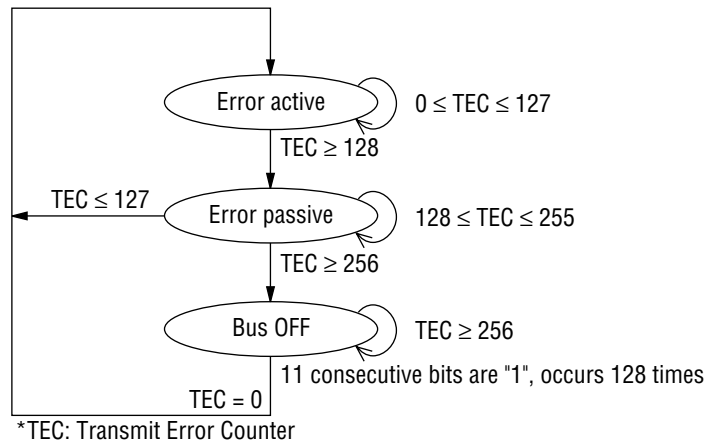 Error active
0 ≤ TEC ≤ 127
TEC ≥ 128
TEC ≤ 127
Error passive
128 ≤ TEC ≤ 255
TEC ≥ 256
Bus OFF
TEC ≥ 256
11 consecutive bits are "1", occurs 128 times
TEC = 0
*TEC: Transmit Error Counter